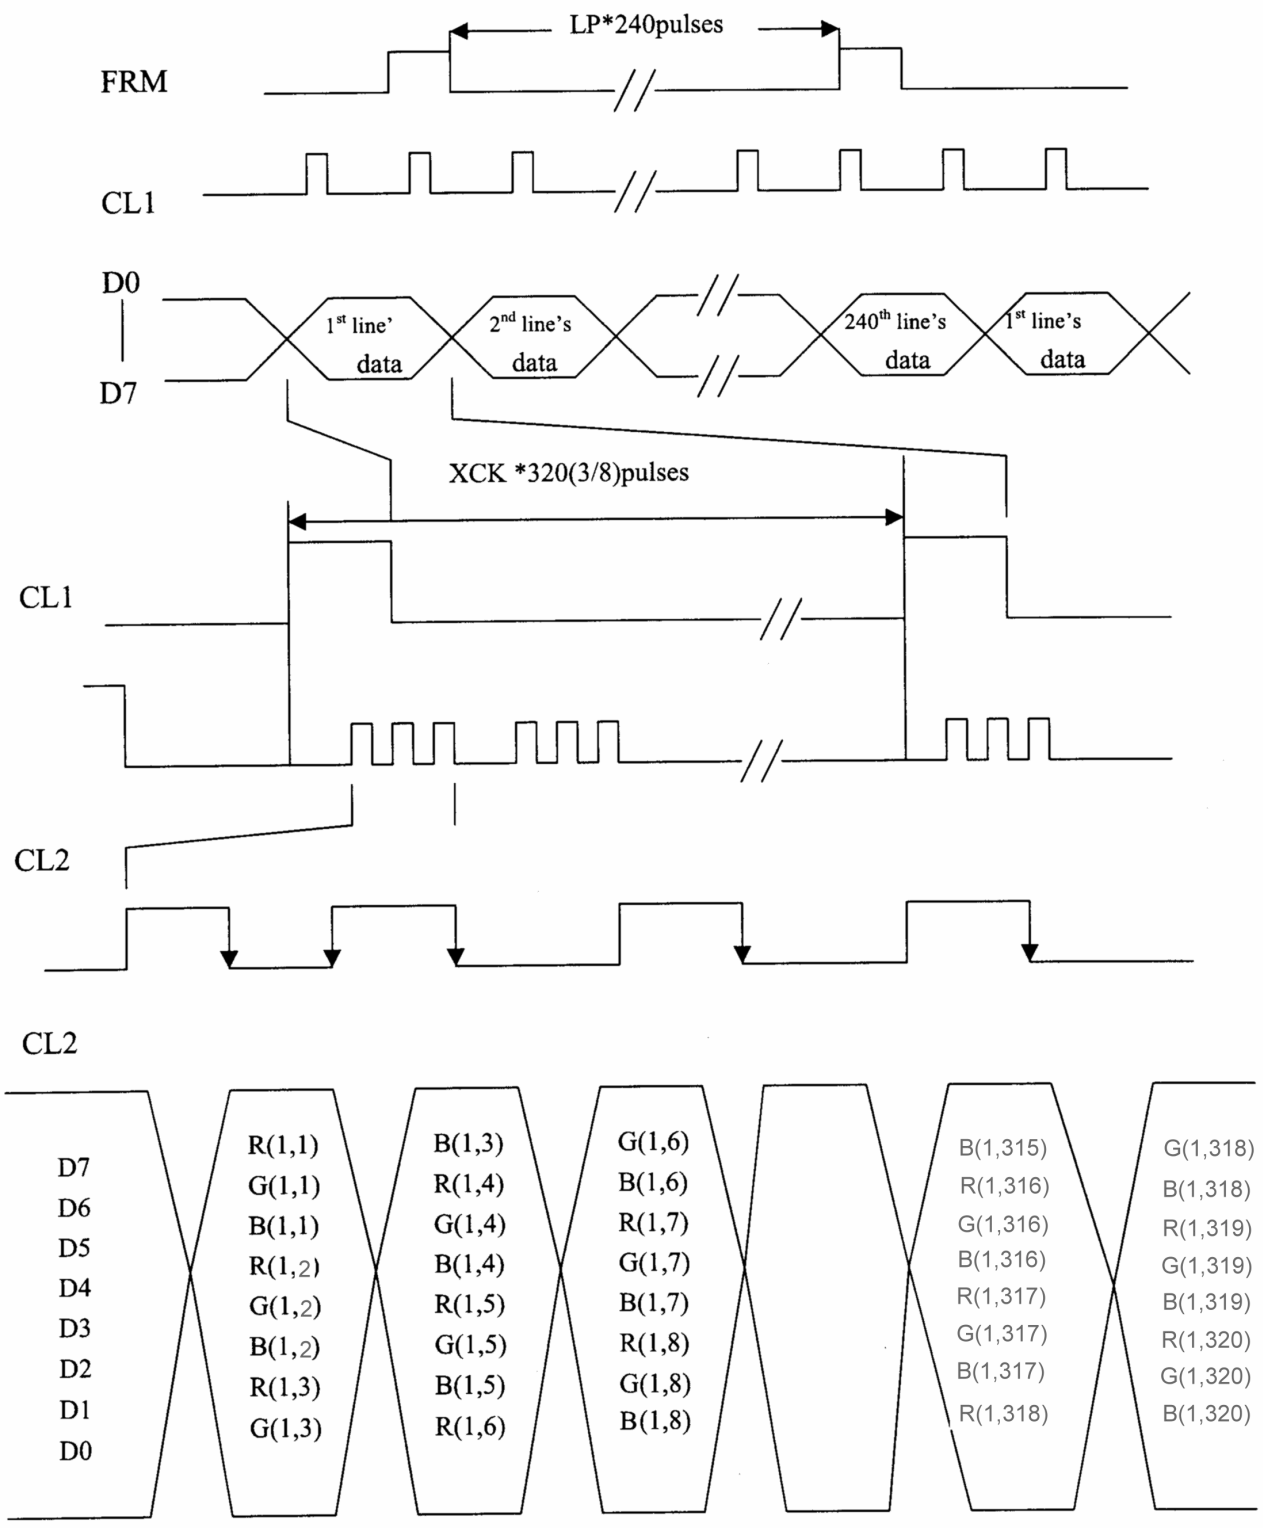 LP*240pulses
FRM
CL1
D0
1st line' data
2nd line's data
240th line's data
1st line's data
D7
XCK *320(3/8)pulses
CL1
CL2
CL2
D7
D6
D5
D4
D3
D2
D1
D0
R(1,1)
G(1,1)
B(1,1)
R(1,2)
G(1,2)
B(1,2)
R(1,3)
G(1,3)
B(1,3)
R(1,4)
G(1,4)
B(1,4)
R(1,5)
G(1,5)
B(1,5)
R(1,6)
G(1,6)
B(1,6)
R(1,7)
G(1,7)
B(1,7)
R(1,8)
G(1,8)
B(1,8)
B(1,315)
R(1,316)
G(1,316)
B(1,316)
R(1,317)
G(1,317)
B(1,317)
R(1,318)
G(1,318)
B(1,318)
R(1,319)
G(1,319)
B(1,319)
R(1,320)
G(1,320)
B(1,320)